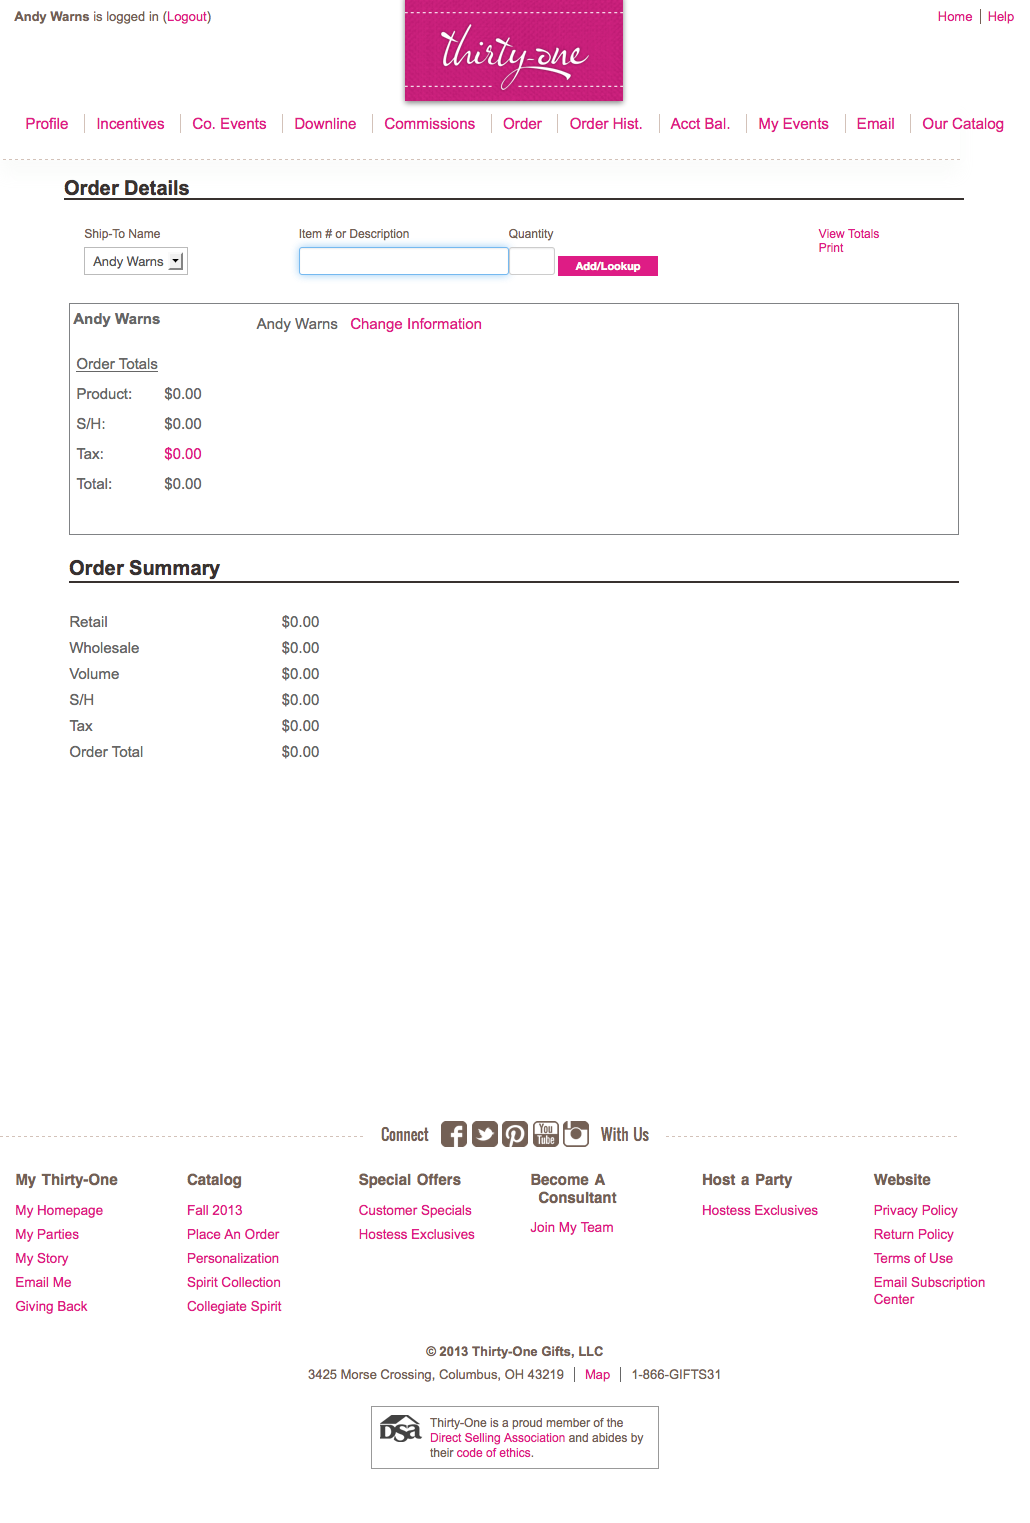 Andy Warns is logged in (Logout)
Home | Help
thirty-one
Profile | Incentives | Co. Events | Downline | Commissions | Order | Order Hist. | Acct Bal. | My Events | Email | Our Catalog
Order Details
Ship-To Name Item # or Description Quantity View Totals
Print
Andy Warns Add/Lookup
Andy Warns Andy Warns Change Information
Order Totals
Product: $0.00
S/H: $0.00
Tax: $0.00
Total: $0.00
Order Summary
Retail $0.00
Wholesale $0.00
Volume $0.00
S/H $0.00
Tax $0.00
Order Total $0.00
Connect You Tube With Us
My Thirty-One
My Homepage
My Parties
My Story
Email Me
Giving Back
Catalog
Fall 2013
Place An Order
Personalization
Spirit Collection
Collegiate Spirit
Special Offers
Customer Specials
Hostess Exclusives
Become A
Consultant
Join My Team
Host a Party
Hostess Exclusives
Website
Privacy Policy
Return Policy
Terms of Use
Email Subscription
Center
© 2013 Thirty-One Gifts, LLC
3425 Morse Crossing, Columbus, OH 43219 | Map | 1-866-GIFTS31
DSA
Thirty-One is a proud member of the
Direct Selling Association and abides by
their code of ethics.